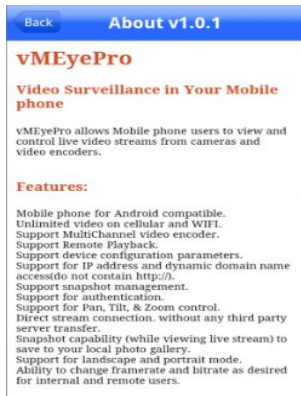 Back
About v1.0.1
vMEyePro
Video Surveillance in Your Mobile
phone
vMEyePro allows Mobile phone users to view and
control live video streams from cameras and
video encoders.
Features:
Mobile phone for Android compatible.
Unlimited video on cellular and WIFI.
Support MultiChannel video encoder.
Support Remote Playback.
Support device configuration parameters.
Support for IP address and dynamic domain name
access(do not contain http://).
Support snapshot management.
Support for authentication.
Support for Pan, Tilt, & Zoom control.
Direct stream connection. without any third party
server transfer.
Snapshot capability (while viewing live stream) to
save to your local photo gallery.
Support for landscape and portrait mode.
Ability to change framerate and bitrate as desired
for internal and remote users.